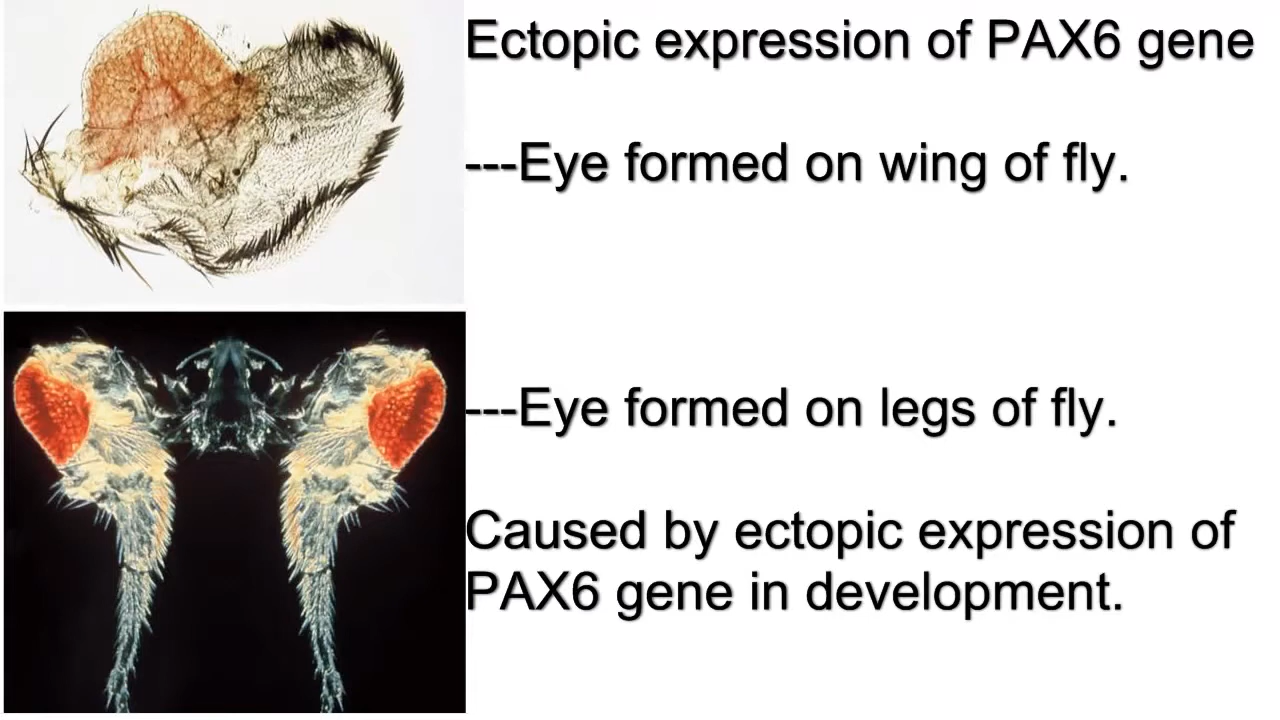 Ectopic expression of PAX6 gene
---Eye formed on wing of fly.
---Eye formed on legs of fly.
Caused by ectopic expression of
PAX6 gene in development.